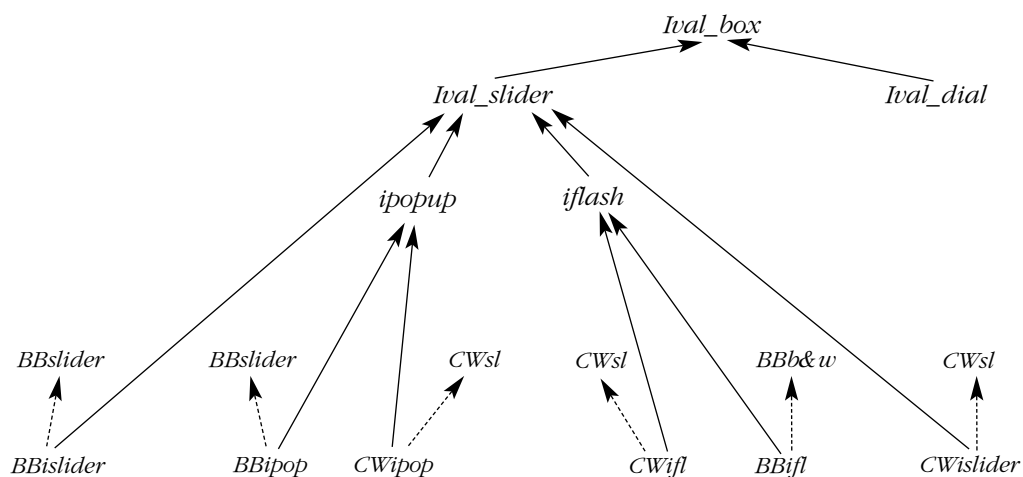 Ival_box
Ival_slider Ival_dial
ipopup iflash
BBslider BBslider CWsl CWsl BBb&w CWsl
BBislider BBipop CWipop CWifl BBifl CWislider